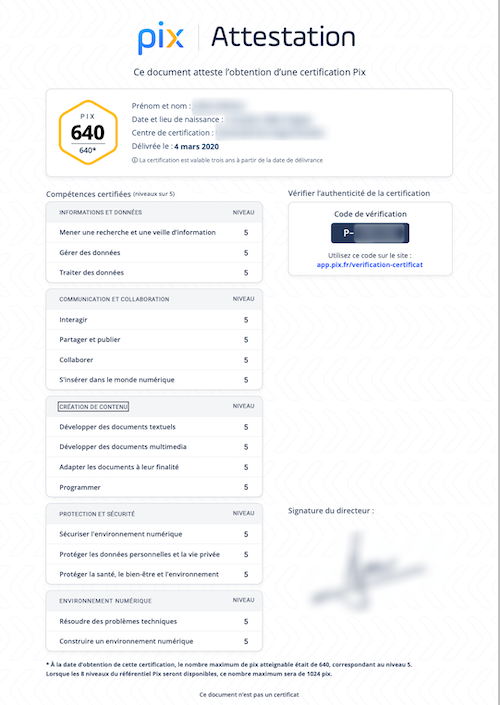 pix Attestation
Ce document atteste l'obtention d'une certification Pix
PIX
640
640*
Prénom et nom :
Date et lieu de naissance :
Centre de certification :
Délivrée le : 4 mars 2020
La certification est valable trois ans à partir de la date de délivrance
Compétences certifiées (niveaux sur 5)
INFORMATIONS ET DONNÉES NIVEAU
Mener une recherche et une veille d'information 5
Gérer des données 5
Traiter des données 5
COMMUNICATION ET COLLABORATION NIVEAU
Interagir 5
Partager et publier 5
Collaborer 5
S'insérer dans le monde numérique 5
CRÉATION DE CONTENU NIVEAU
Développer des documents textuels 5
Développer des documents multimedia 5
Adapter les documents à leur finalité 5
Programmer 5
PROTECTION ET SÉCURITÉ NIVEAU
Sécuriser l'environnement numérique 5
Protéger les données personnelles et la vie privée 5
Protéger la santé, le bien-être et l'environnement 5
ENVIRONNEMENT NUMÉRIQUE NIVEAU
Résoudre des problèmes techniques 5
Construire un environnement numérique 5
Vérifier l'authenticité de la certification
Code de vérification
P-
Utilisez ce code sur le site :
app.pix.fr/verification-certificat
Signature du directeur :
* À la date d'obtention de cette certification, le nombre maximum de pix atteignable était de 640, correspondant au niveau 5.
Lorsque les 8 niveaux du référentiel Pix seront disponibles, ce nombre maximum sera de 1024 pix.
Ce document n'est pas un certificat